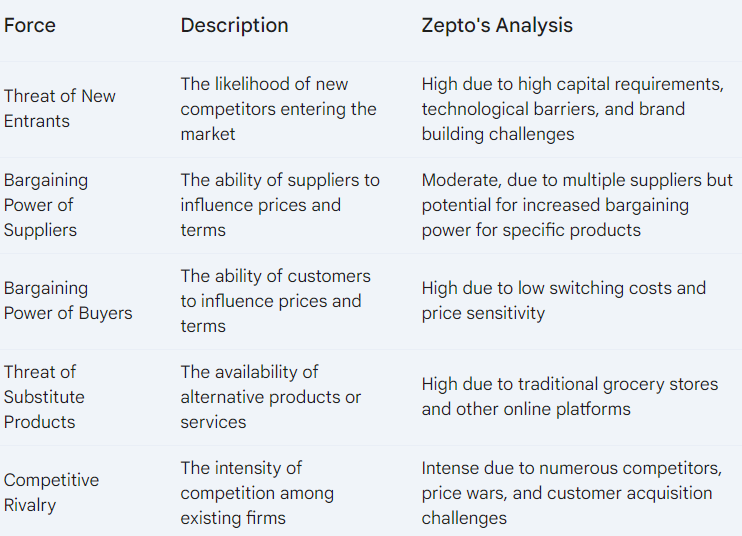 Force Description Zepto's Analysis
Threat of New
Entrants
The likelihood of new
competitors entering the
market
High due to high capital requirements,
technological barriers, and brand
building challenges
Bargaining
Power of
Suppliers
The ability of suppliers to
influence prices and
terms
Moderate, due to multiple suppliers but
potential for increased bargaining
power for specific products
Bargaining
Power of Buyers
The ability of customers
to influence prices and
terms
High due to low switching costs and
price sensitivity
Threat of
Substitute
Products
The availability of
alternative products or
services
High due to traditional grocery stores
and other online platforms
Competitive
Rivalry
The intensity of
competition among
existing firms
Intense due to numerous competitors,
price wars, and customer acquisition
challenges